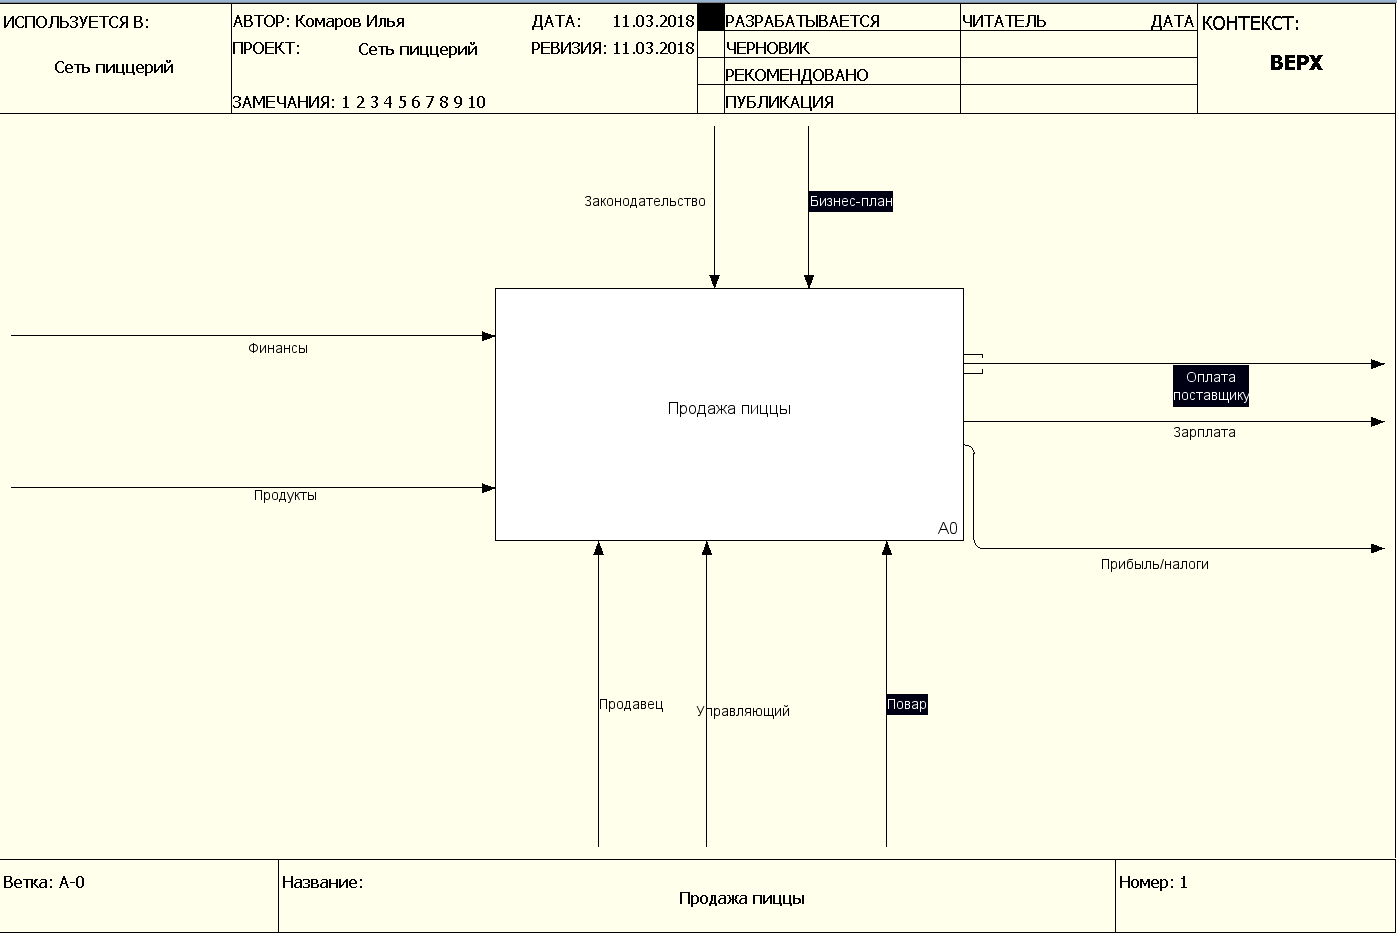 ИСПОЛЬЗУЕТСЯ В:
Сеть пиццерий
АВТОР: Комаров Илья
ДАТА: 11.03.2018
ПРОЕКТ: Сеть пиццерий
РЕВИЗИЯ: 11.03.2018
ЗАМЕЧАНИЯ: 1 2 3 4 5 6 7 8 9 10
РАЗРАБАТЫВАЕТСЯ
ЧЕРНОВИК
РЕКОМЕНДОВАНО
ПУБЛИКАЦИЯ
ЧИТАТЕЛЬ
ДАТА
КОНТЕКСТ:
ВЕРХ
Законодательство
Бизнес-план
Финансы
Продукты
Продажа пиццы
A0
Оплата
поставщику
Зарплата
Прибыль/налоги
Продавец
Управляющий
Повар
Ветка: A-0
Название:
Продажа пиццы
Номер: 1